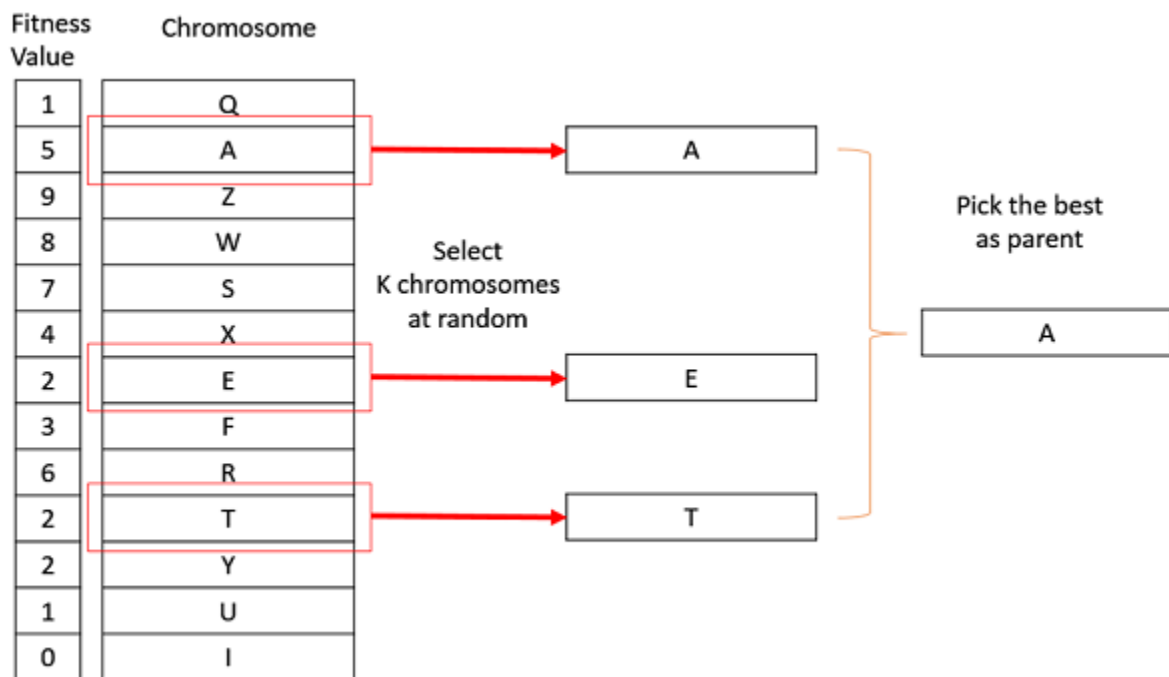 Fitness
Value
Chromosome
1 Q
5 A
A
9 Z
8 W
Pick the best
as parent
Select
K chromosomes
at random
7 S
4 X
A
2 E
E
3 F
6 R
2 T
T
2 Y
1 U
0 I